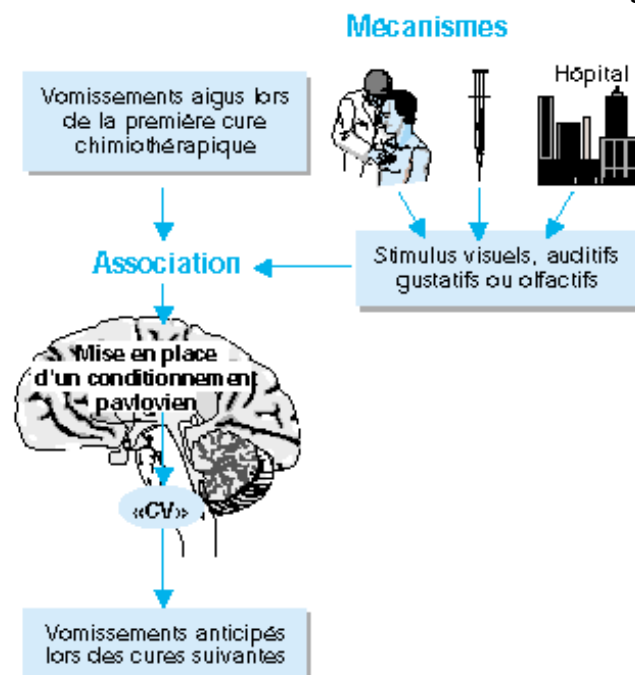 Mécanismes
Vomissements aigus lors
de la première cure
chimiothérapique
Hôpital
Association
Stimulus visuels, auditifs
gustatifs ou olfactifs
Mise en place
d'un conditionnement
pavlovien
«CV»
Vomissements anticipés
lors des cures suivantes